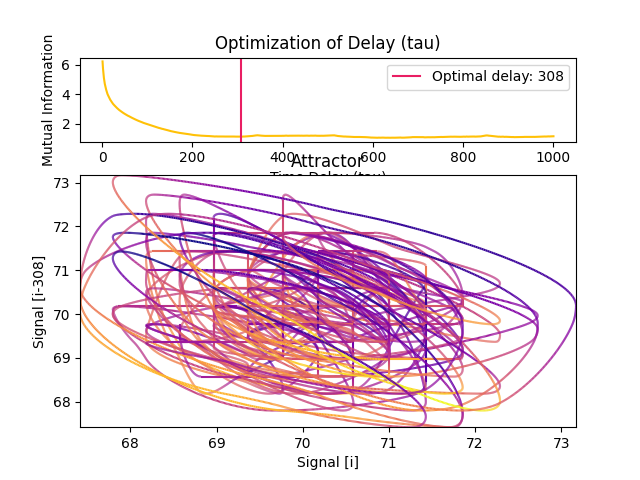 Optimization of Delay (tau)
Mutual Information
6
4
2
Optimal delay: 308
0 200 400 600 800 1000
Time Delay (tau)
Attractor
Signal [i-308]
73
72
71
70
69
68
68 69 70 71 72 73
Signal [i]